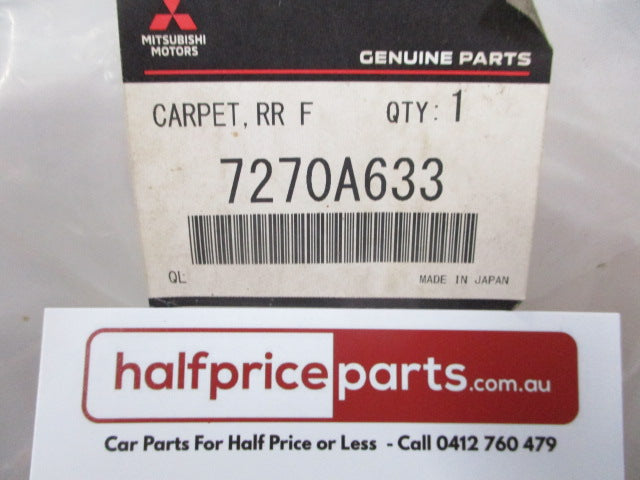 MITSUBISHI
MOTORS
GENUINE PARTS
CARPET, RR F QTY: 1
7270A633
QL MADE IN JAPAN
halfpriceparts.com.au
Car Parts For Half Price or Less - Call 0412 760 479